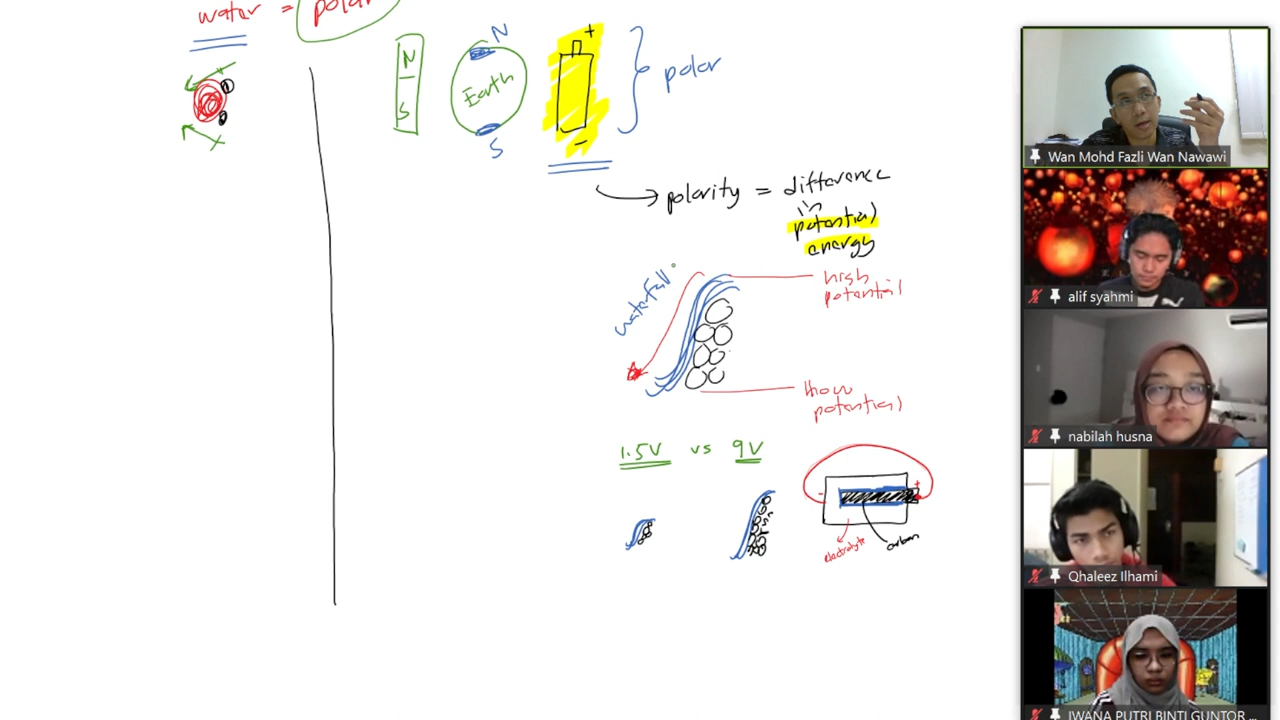 water = polar
N
S
N
Earth
S
+
-
polar
polarity = difference
in
potential
energy
waterfall
high
potential
low
potential
1.5V vs 9V
-
+
electrolyte
carbon
Wan Mohd Fazli Wan Nawawi
alif syahmi
nabilah husna
Qhaleez Ilhami
IWANA PUTRI BINTI GUNTOR ...